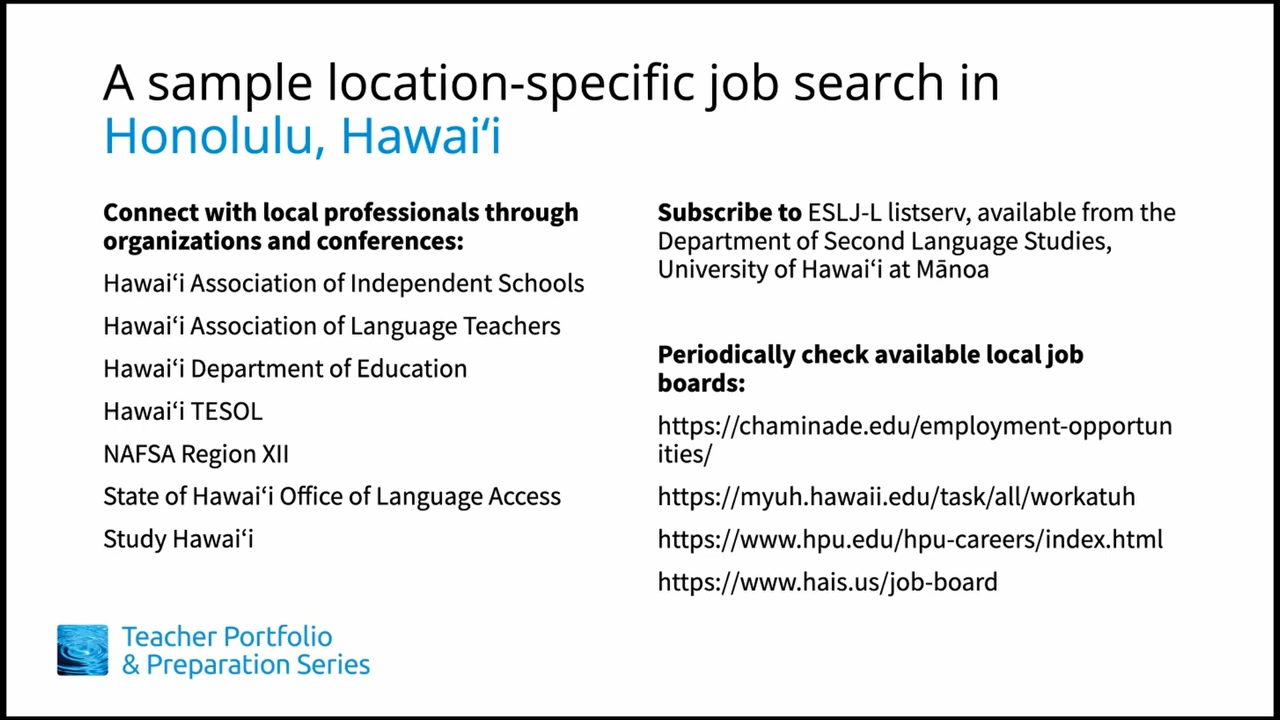 A sample location-specific job search in
Honolulu, Hawaiʻi
Connect with local professionals through
organizations and conferences:
Hawaiʻi Association of Independent Schools
Hawaiʻi Association of Language Teachers
Hawaiʻi Department of Education
Hawaiʻi TESOL
NAFSA Region XII
State of Hawaiʻi Office of Language Access
Study Hawaiʻi
Subscribe to ESLJ-L listserv, available from the
Department of Second Language Studies,
University of Hawaiʻi at Mānoa
Periodically check available local job
boards:
https://chaminade.edu/employment-opportun
ities/
https://myuh.hawaii.edu/task/all/workatuh
https://www.hpu.edu/hpu-careers/index.html
https://www.hais.us/job-board
Teacher Portfolio
& Preparation Series